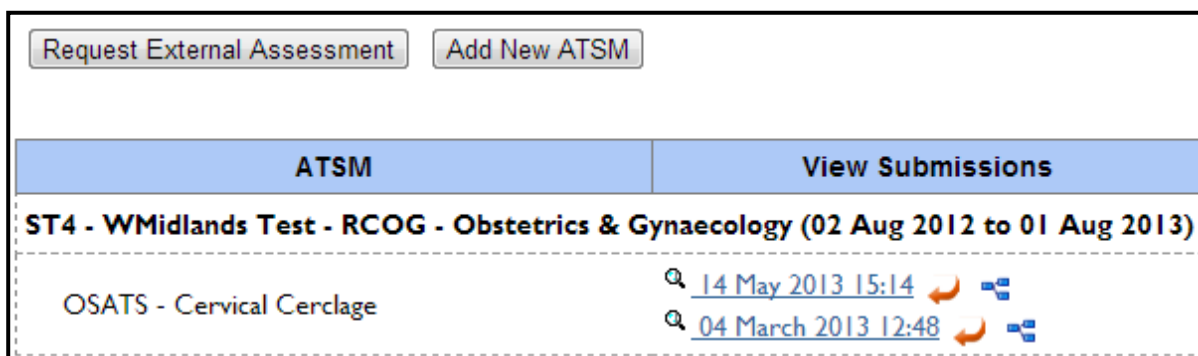 Request External Assessment Add New ATSM
ATSM View Submissions
ST4 - WMidlands Test - RCOG - Obstetrics & Gynaecology (02 Aug 2012 to 01 Aug 2013)
OSATS - Cervical Cerclage
14 May 2013 15:14
04 March 2013 12:48